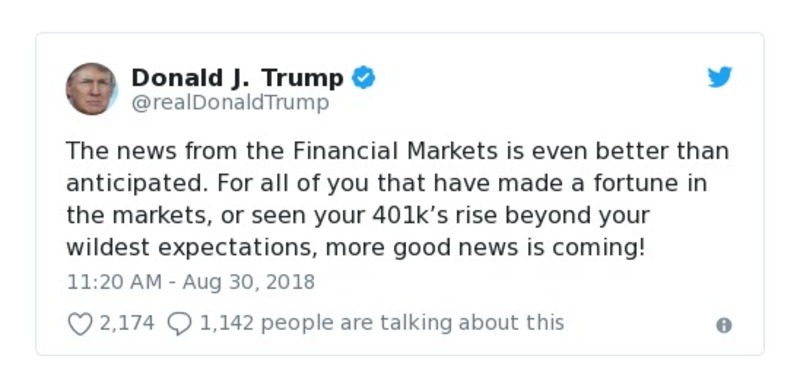 Donald J. Trump
@realDonaldTrump
The news from the Financial Markets is even better than
anticipated. For all of you that have made a fortune in
the markets, or seen your 401k’s rise beyond your
wildest expectations, more good news is coming!
11:20 AM - Aug 30, 2018
2,174 1,142 people are talking about this